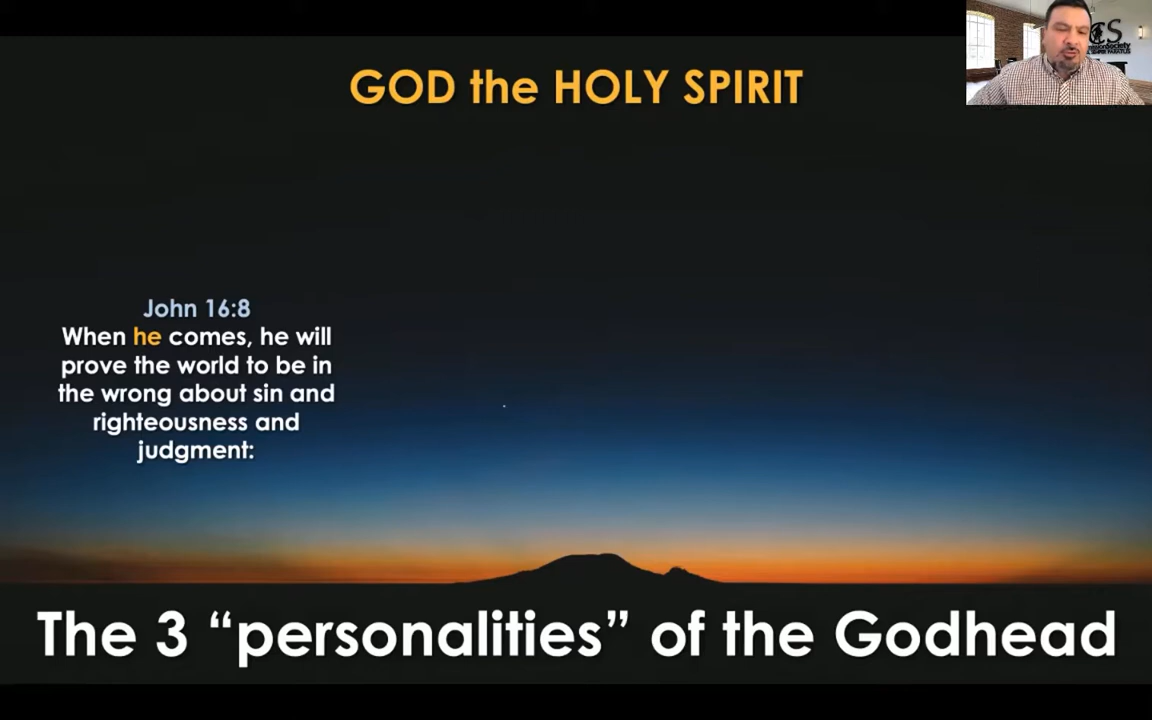 GOD the HOLY SPIRIT
John 16:8
When he comes, he will
prove the world to be in
the wrong about sin and
righteousness and
judgment:
The 3 “personalities” of the Godhead